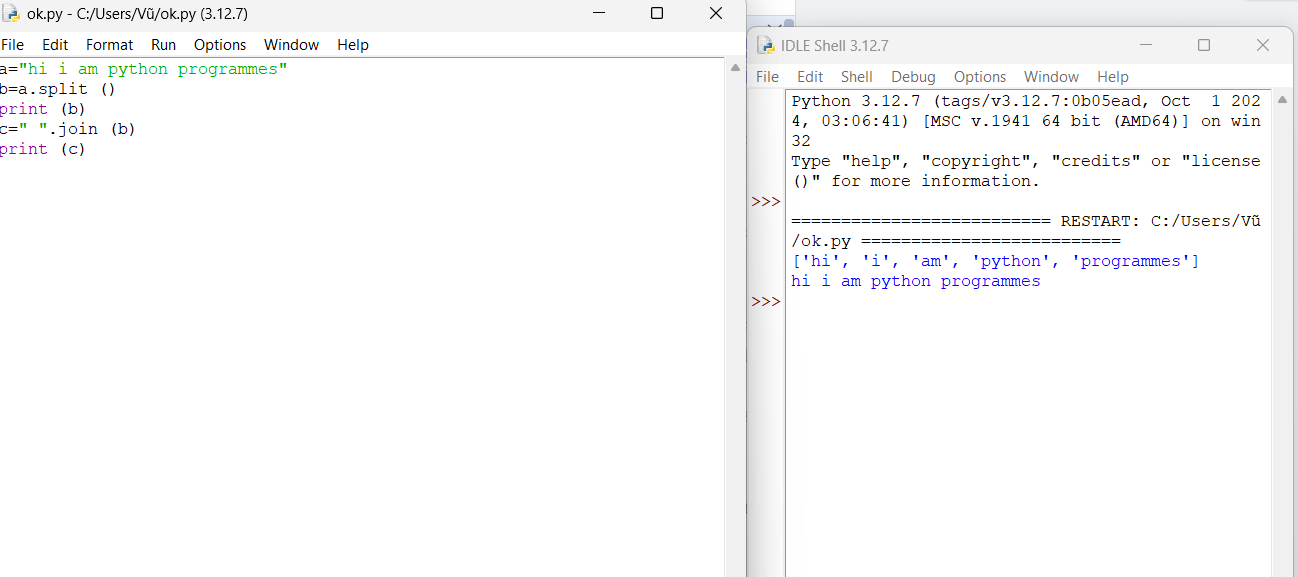 ok.py - C:/Users/Vũ/ok.py (3.12.7)
File Edit Format Run Options Window Help
a="hi i am python programmes"
b=a.split ()
print (b)
c=" ".join (b)
print (c)
IDLE Shell 3.12.7
File Edit Shell Debug Options Window Help
Python 3.12.7 (tags/v3.12.7:0b05ead, Oct  1 202
4, 03:06:41) [MSC v.1941 64 bit (AMD64)] on win
32
Type "help", "copyright", "credits" or "license
()" for more information.
>>>
========================== RESTART: C:/Users/Vũ
/ok.py ==========================
['hi', 'i', 'am', 'python', 'programmes']
hi i am python programmes
>>>